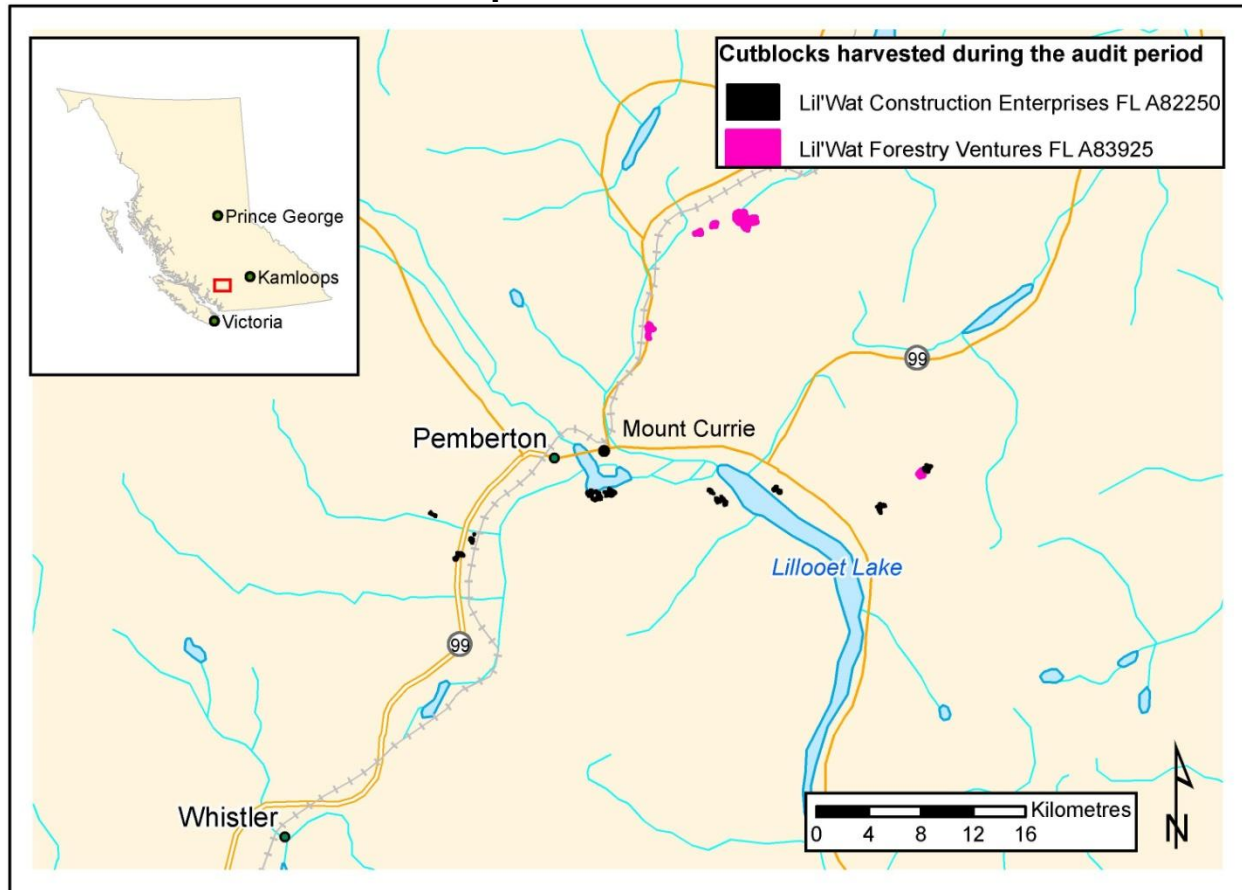 Cutblocks harvested during the audit period
Lil'Wat Construction Enterprises FL A82250
Lil'Wat Forestry Ventures FL A83925
Prince George
Kamloops
Victoria
99
Pemberton
Mount Currie
Lillooet Lake
99
Whistler
Kilometres
0 4 8 12 16
N